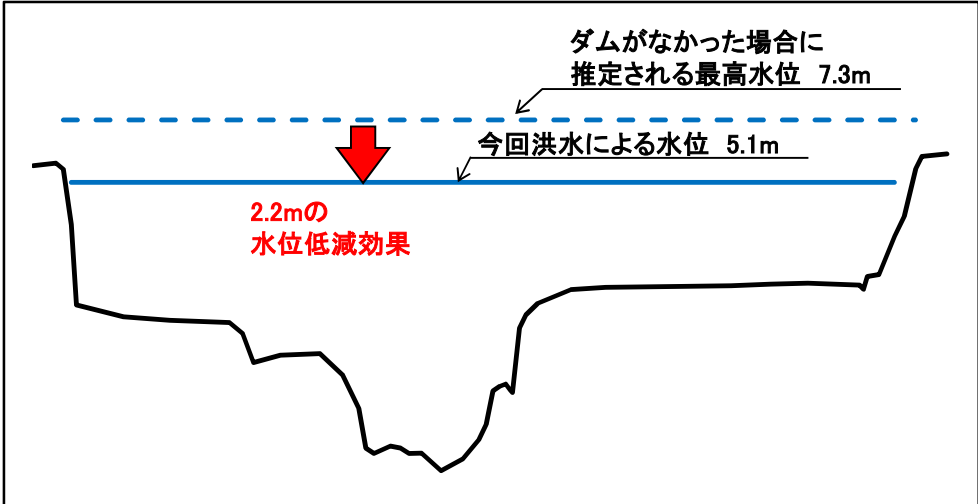 ダムがなかった場合に
推定される最高水位 7.3m
今回洪水による水位 5.1m
2.2mの
水位低減効果